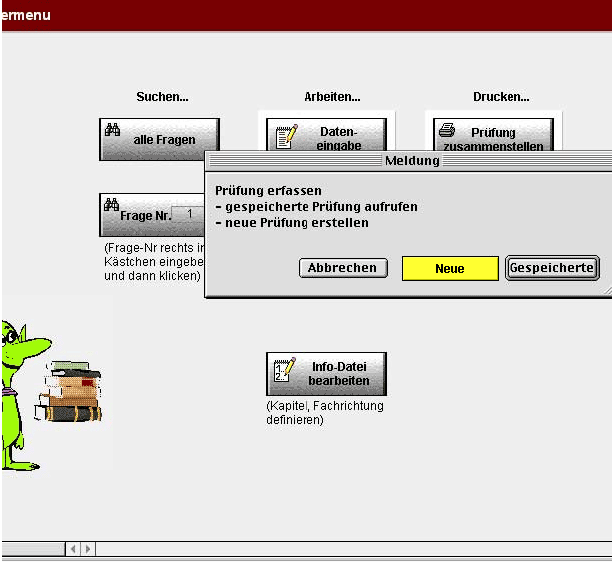 ermenu
Suchen...
Arbeiten...
Drucken...
alle Fragen
Daten-
eingabe
Prüfung
zusammenstellen
Meldung
Prüfung erfassen
- gespeicherte Prüfung aufrufen
- neue Prüfung erstellen
Abbrechen
Neue
Gespeicherte
Frage Nr. 1
(Frage-Nr rechts in
Kästchen eingebe
und dann klicken)
Info-Datei
bearbeiten
(Kapitel, Fachrichtung
definieren)